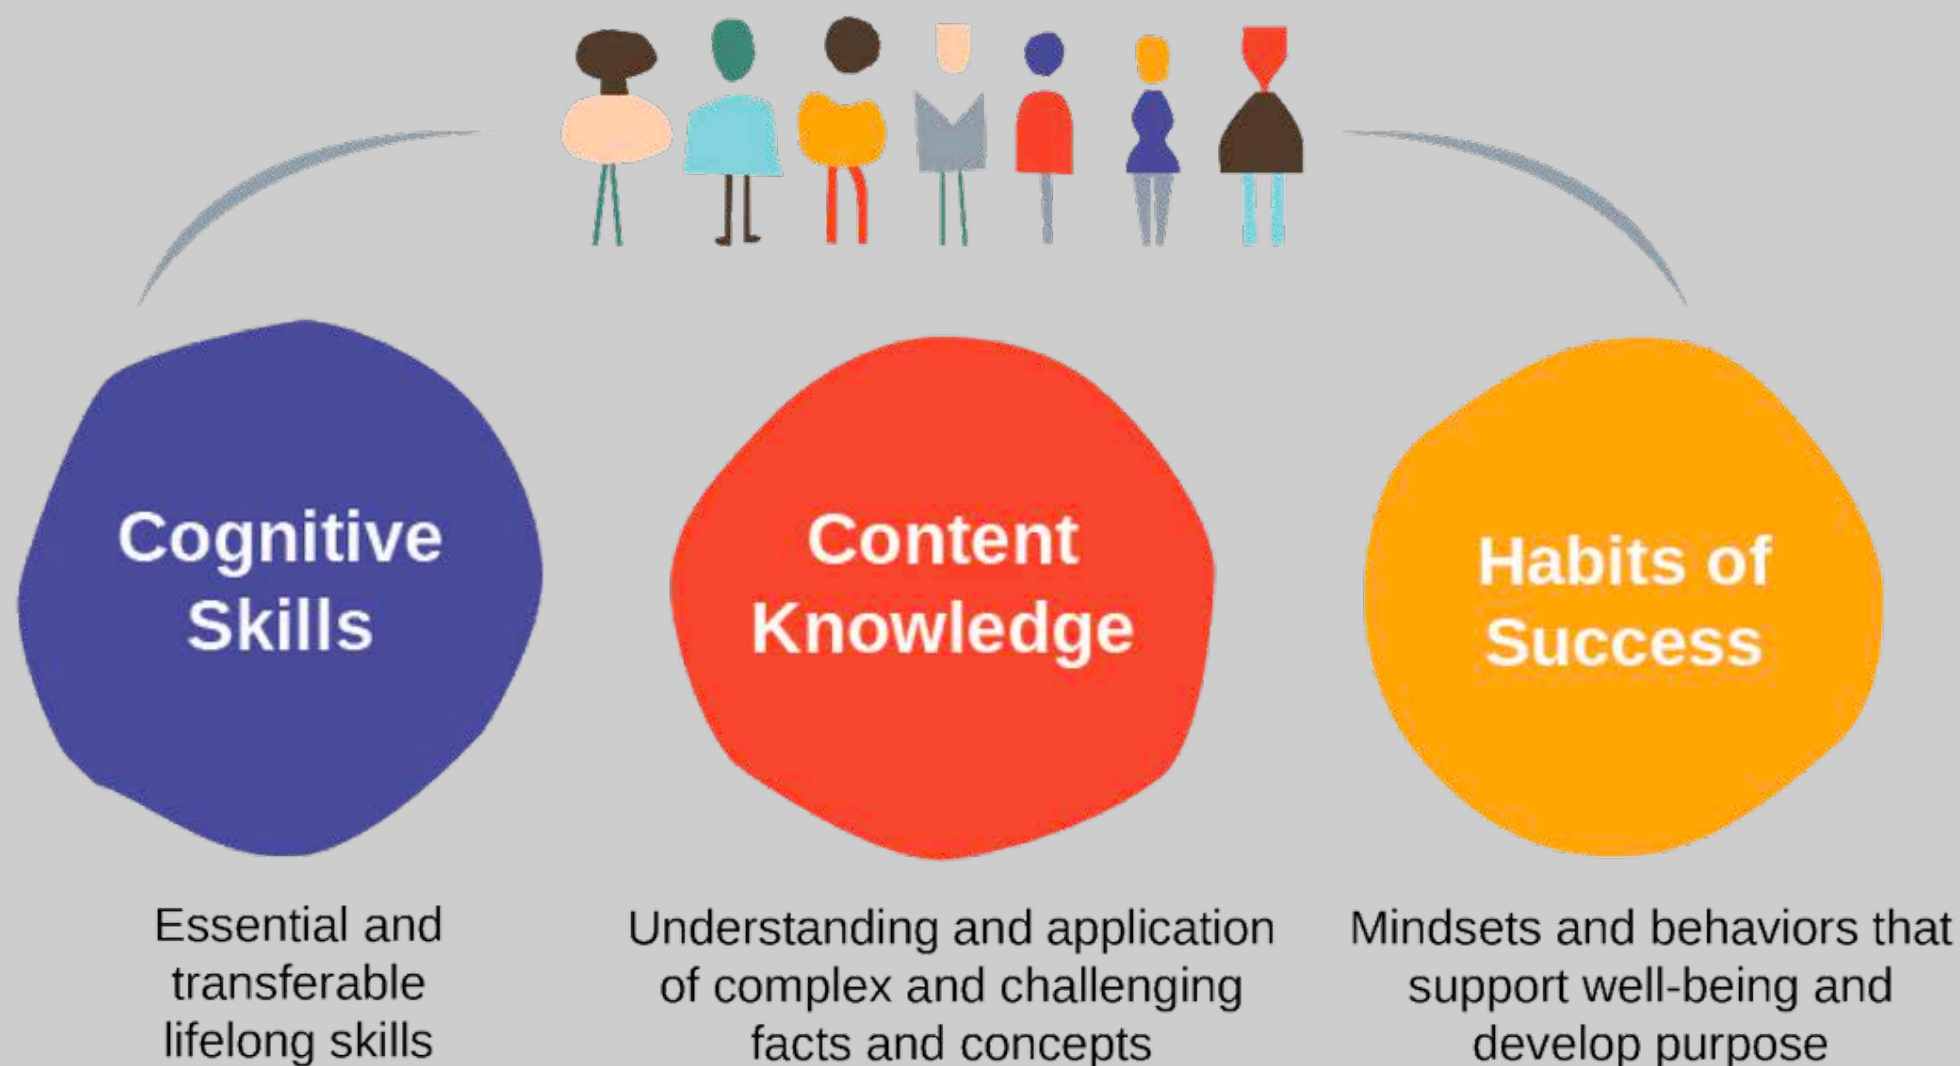 Cognitive
Skills
Content
Knowledge
Habits of
Success
Essential and
transferable
lifelong skills
Understanding and application
of complex and challenging
facts and concepts
Mindsets and behaviors that
support well-being and
develop purpose